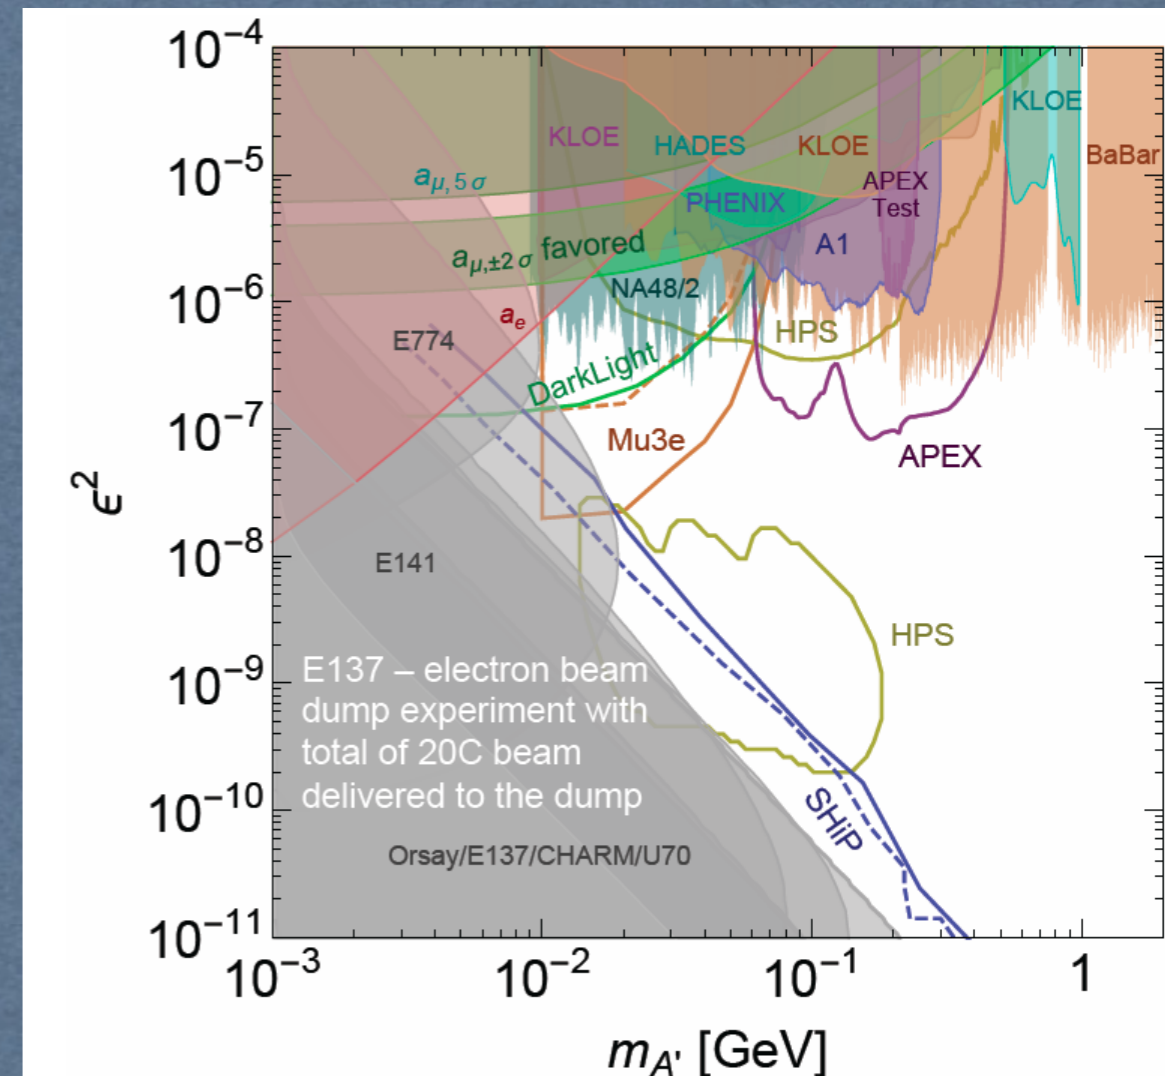 10⁻⁴
10⁻⁵
10⁻⁶
10⁻⁷
10⁻⁸
10⁻⁹
10⁻¹⁰
10⁻¹¹
ϵ²
KLOE
HADES
KLOE
KLOE
BaBar
aμ,5σ
PHENIX
APEX
Test
aμ,±2σ favored
A1
NA48/2
ae
E774
HPS
DarkLight
Mu3e
APEX
E141
HPS
E137 – electron beam
dump experiment with
total of 20C beam
delivered to the dump
SHiP
Orsay/E137/CHARM/U70
10⁻³
10⁻²
10⁻¹
1
mA' [GeV]